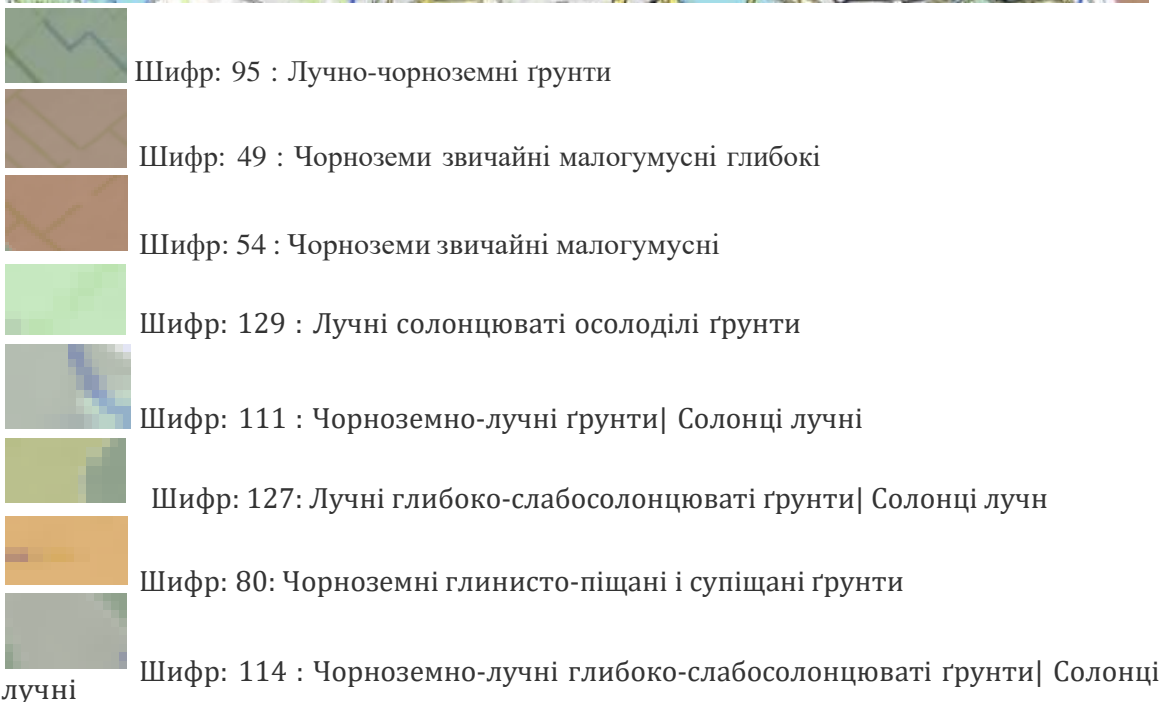 Шифр: 95 : Лучно-чорноземні ґрунти
Шифр: 49 : Чорноземи звичайні малогумусні глибокі
Шифр: 54 : Чорноземи звичайні малогумусні
Шифр: 129 : Лучні солонцюваті осолоділі ґрунти
Шифр: 111 : Чорноземно-лучні ґрунти| Солонці лучні
Шифр: 127: Лучні глибоко-слабосолонцюваті ґрунти| Солонці лучн
Шифр: 80: Чорноземні глинисто-піщані і супіщані ґрунти
Шифр: 114 : Чорноземно-лучні глибоко-слабосолонцюваті ґрунти| Солонці
лучні